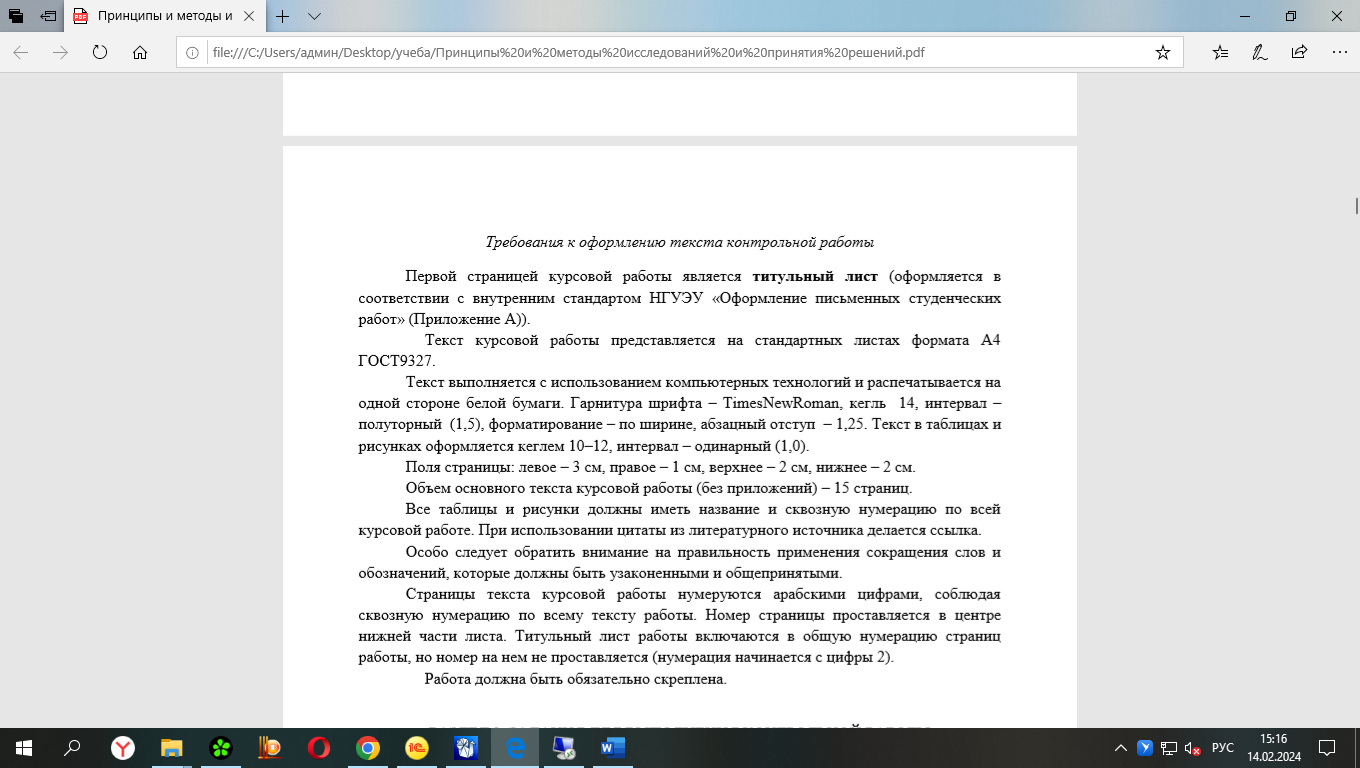 Принципы и методы и
file:///C:/Users/админ/Desktop/учеба/Принципы%20и%20методы%20исследований%20и%20принятия%20решений.pdf
Требования к оформлению текста контрольной работы
Первой страницей курсовой работы является титульный лист (оформляется в
соответствии с внутренним стандартом НГУЭУ «Оформление письменных студенческих
работ» (Приложение А)).
Текст курсовой работы представляется на стандартных листах формата А4
ГОСТ9327.
Текст выполняется с использованием компьютерных технологий и распечатывается на
одной стороне белой бумаги. Гарнитура шрифта – TimesNewRoman, кегль 14, интервал –
полуторный (1,5), форматирование – по ширине, абзацный отступ – 1,25. Текст в таблицах и
рисунках оформляется кеглем 10–12, интервал – одинарный (1,0).
Поля страницы: левое – 3 см, правое – 1 см, верхнее – 2 см, нижнее – 2 см.
Объем основного текста курсовой работы (без приложений) – 15 страниц.
Все таблицы и рисунки должны иметь название и сквозную нумерацию по всей
курсовой работе. При использовании цитаты из литературного источника делается ссылка.
Особо следует обратить внимание на правильность применения сокращения слов и
обозначений, которые должны быть узаконенными и общепринятыми.
Страницы текста курсовой работы нумеруются арабскими цифрами, соблюдая
сквозную нумерацию по всему тексту работы. Номер страницы проставляется в центре
нижней части листа. Титульный лист работы включаются в общую нумерацию страниц
работы, но номер на нем не проставляется (нумерация начинается с цифры 2).
Работа должна быть обязательно скреплена.
РУС
15:16
14.02.2024